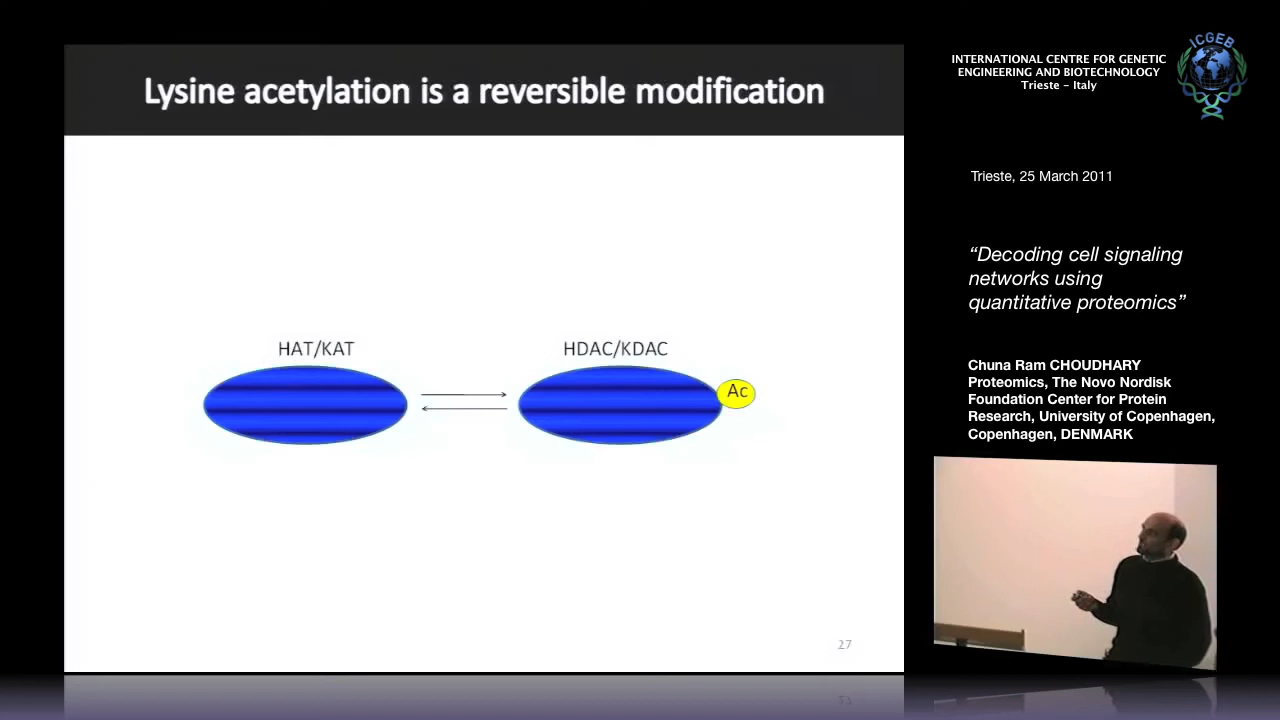 Lysine acetylation is a reversible modification
HAT/KAT
HDAC/KDAC
Ac
27
INTERNATIONAL CENTRE FOR GENETIC
ENGINEERING AND BIOTECHNOLOGY
Trieste – Italy
ICGEB
Trieste, 25 March 2011
“Decoding cell signaling
networks using
quantitative proteomics”
Chuna Ram CHOUDHARY
Proteomics, The Novo Nordisk
Foundation Center for Protein
Research, University of Copenhagen,
Copenhagen, DENMARK